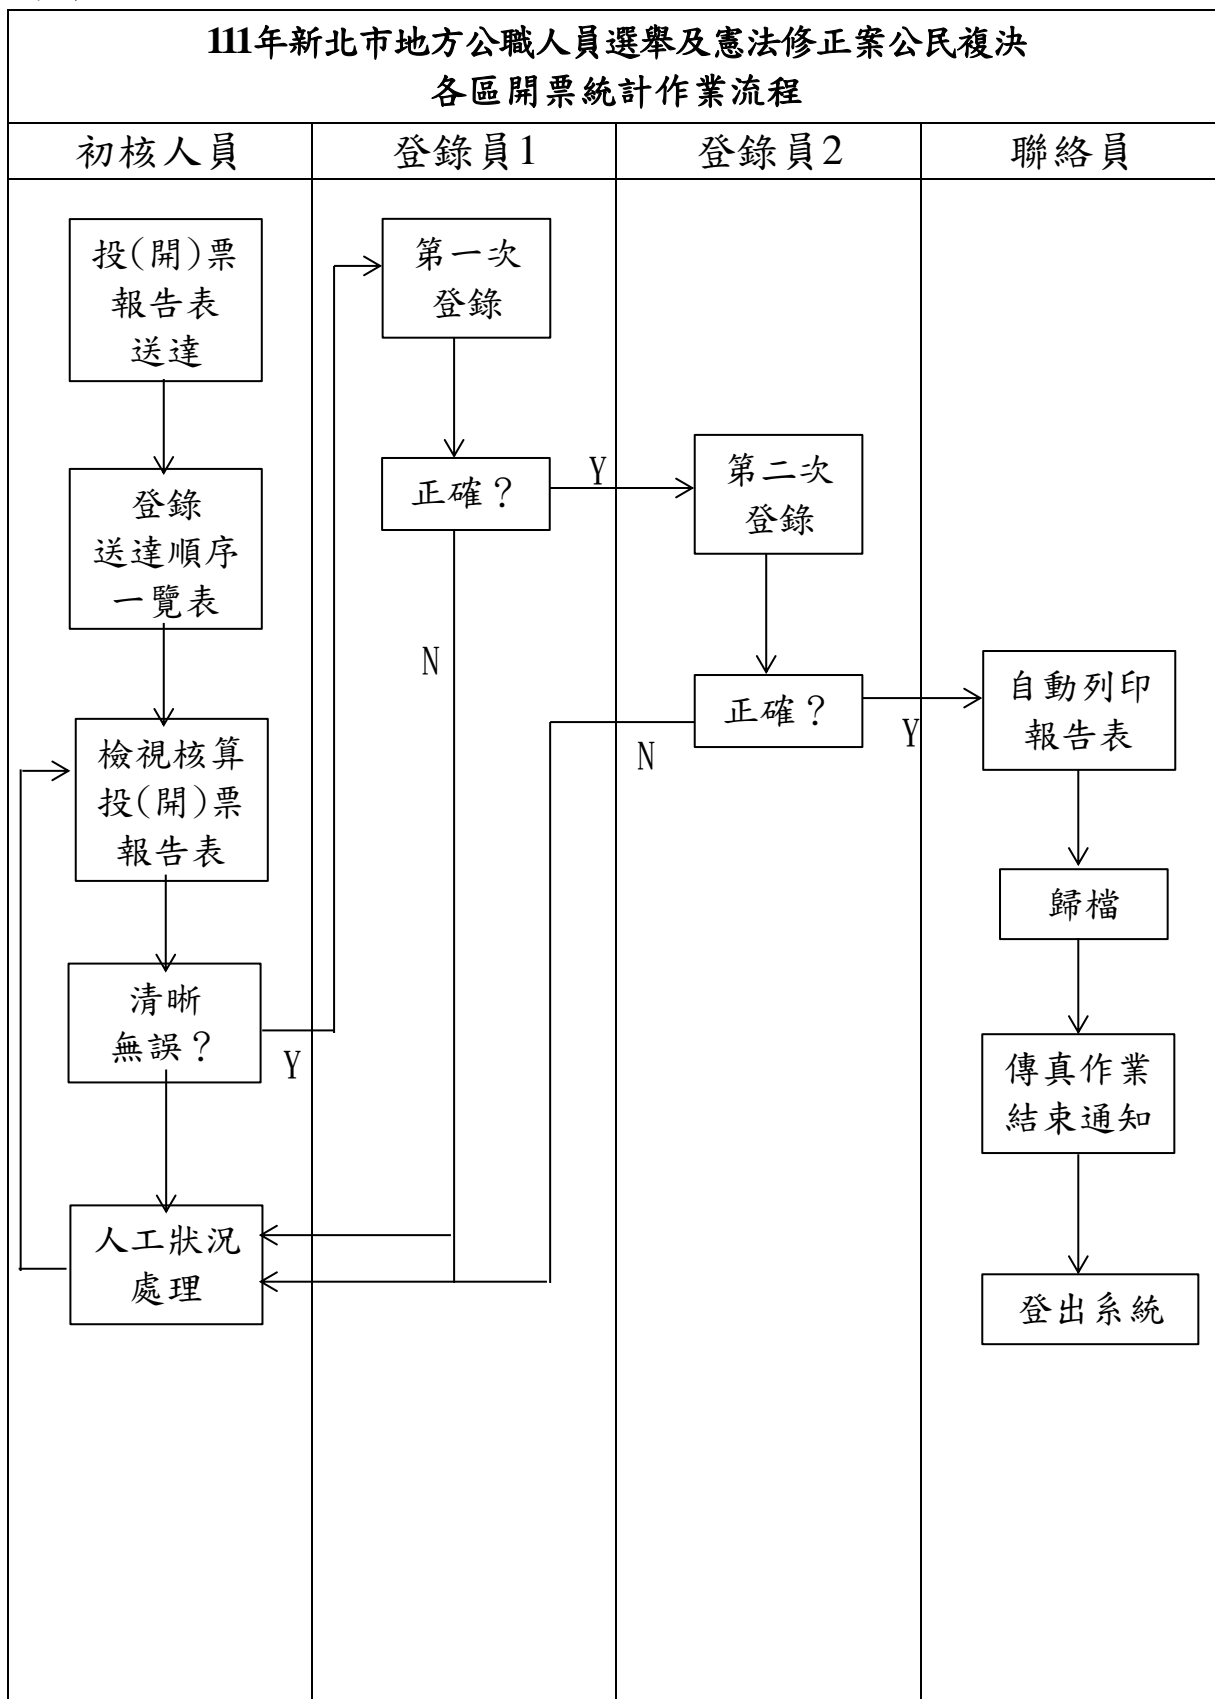 111年新北市地方公職人員選舉及憲法修正案公民複決
各區開票統計作業流程
初核人員
登錄員1
登錄員2
聯絡員
投(開)票
報告表
送達
登錄
送達順序
一覽表
檢視核算
投(開)票
報告表
清晰
無誤?
Y
人工狀況
處理
第一次
登錄
正確?
Y
N
第二次
登錄
正確?
Y
N
自動列印
報告表
歸檔
傳真作業
結束通知
登出系統